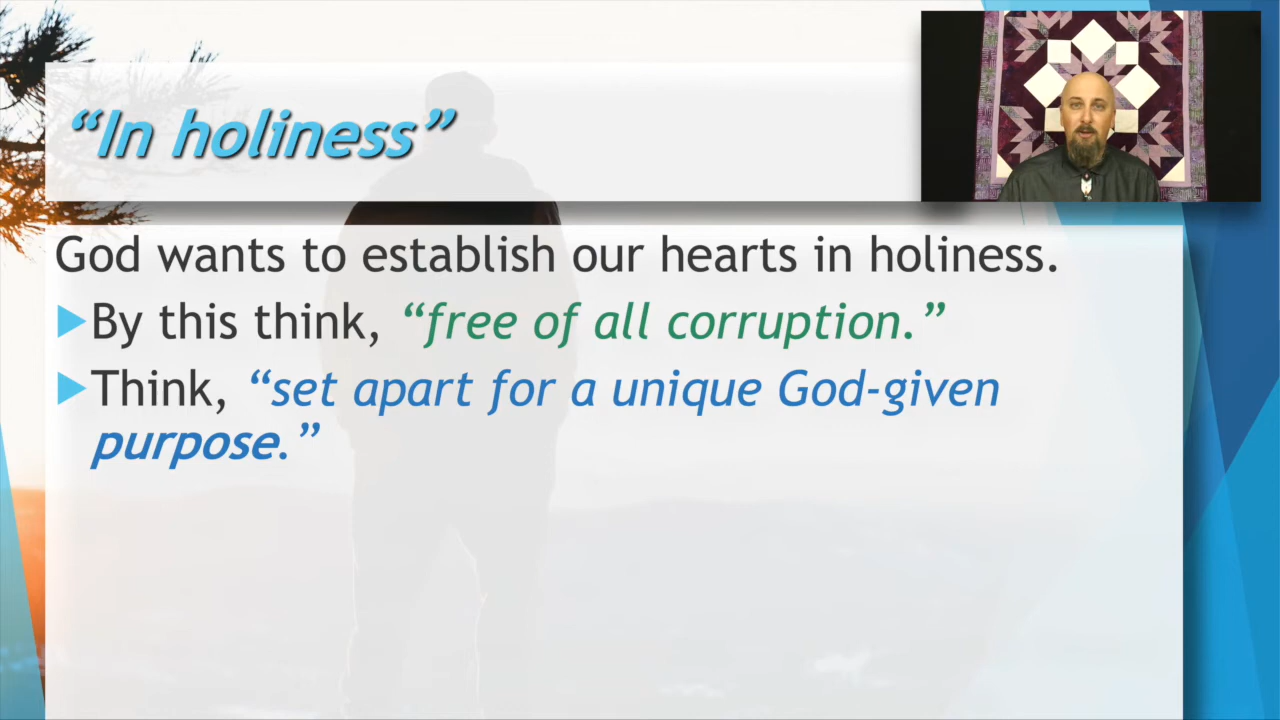 “In holiness”
God wants to establish our hearts in holiness.
By this think, “free of all corruption.”
Think, “set apart for a unique God-given
purpose.”